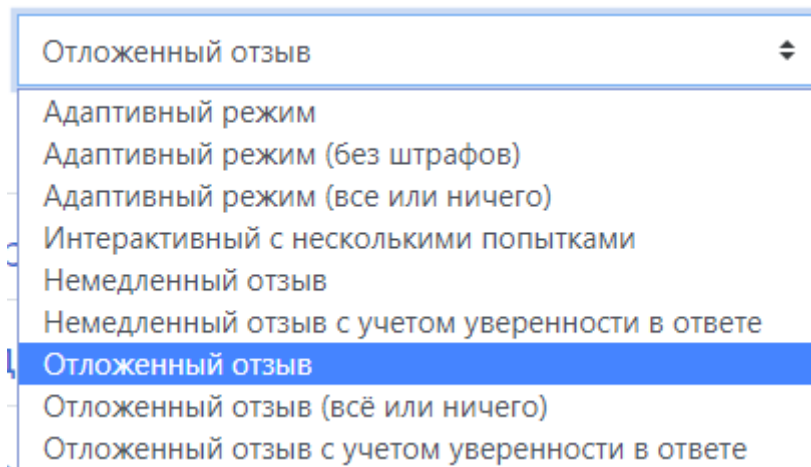 Отложенный отзыв
Адаптивный режим
Адаптивный режим (без штрафов)
Адаптивный режим (все или ничего)
Интерактивный с несколькими попытками
Немедленный отзыв
Немедленный отзыв с учетом уверенности в ответе
Отложенный отзыв
Отложенный отзыв (всё или ничего)
Отложенный отзыв с учетом уверенности в ответе